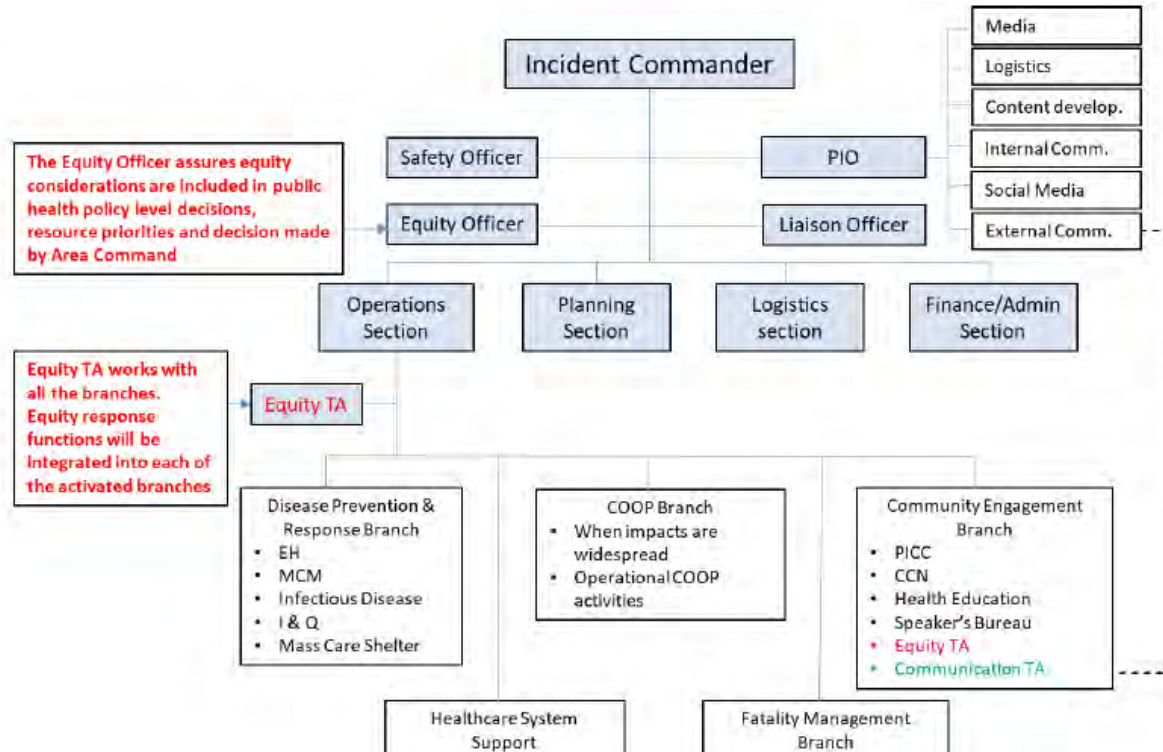 Media
Incident Commander
Logistics
Content develop.
Safety Officer
PIO
Internal Comm.
The Equity Officer assures equity
considerations are included in public
health policy level decisions,
resource priorities and decision made
by Area Command
Social Media
Equity Officer
Liaison Officer
External Comm.
Operations
Section
Planning
Section
Logistics
section
Finance/Admin
Section
Equity TA works with
all the branches.
Equity response
functions will be
integrated into each of
the activated branches
Equity TA
Disease Prevention &
Response Branch
• EH
• MCM
• Infectious Disease
• I & Q
• Mass Care Shelter
COOP Branch
• When impacts are
widespread
• Operational COOP
activities
Community Engagement
Branch
• PICC
• CCN
• Health Education
• Speaker's Bureau
• Equity TA
• Communication TA
Healthcare System
Support
Fatality Management
Branch